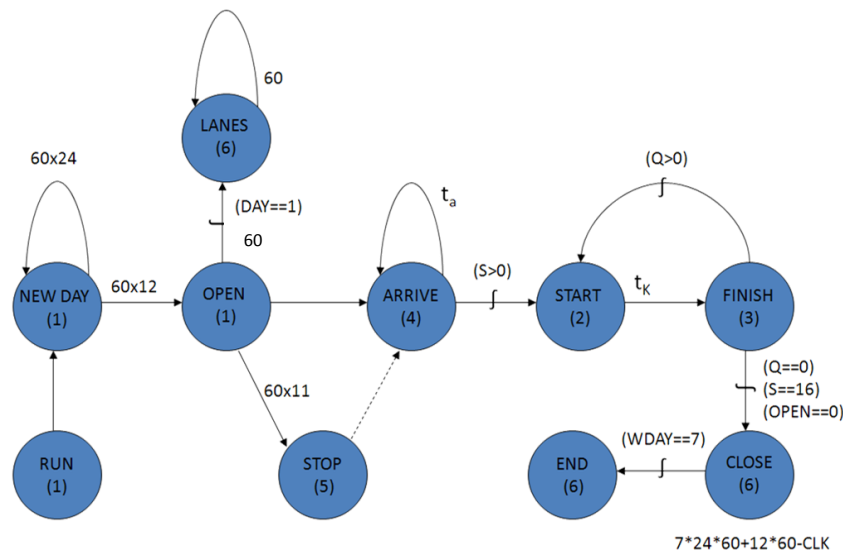 60
LANES
(6)
60x24
(DAY==1)
60
(Q>0)
t_a
(S>0)
NEW DAY
(1)
60x12
OPEN
(1)
ARRIVE
(4)
START
(2)
t_K
FINISH
(3)
60x11
(Q==0)
(S==16)
(OPEN==0)
RUN
(1)
STOP
(5)
END
(6)
(WDAY==7)
CLOSE
(6)
7*24*60+12*60-CLK